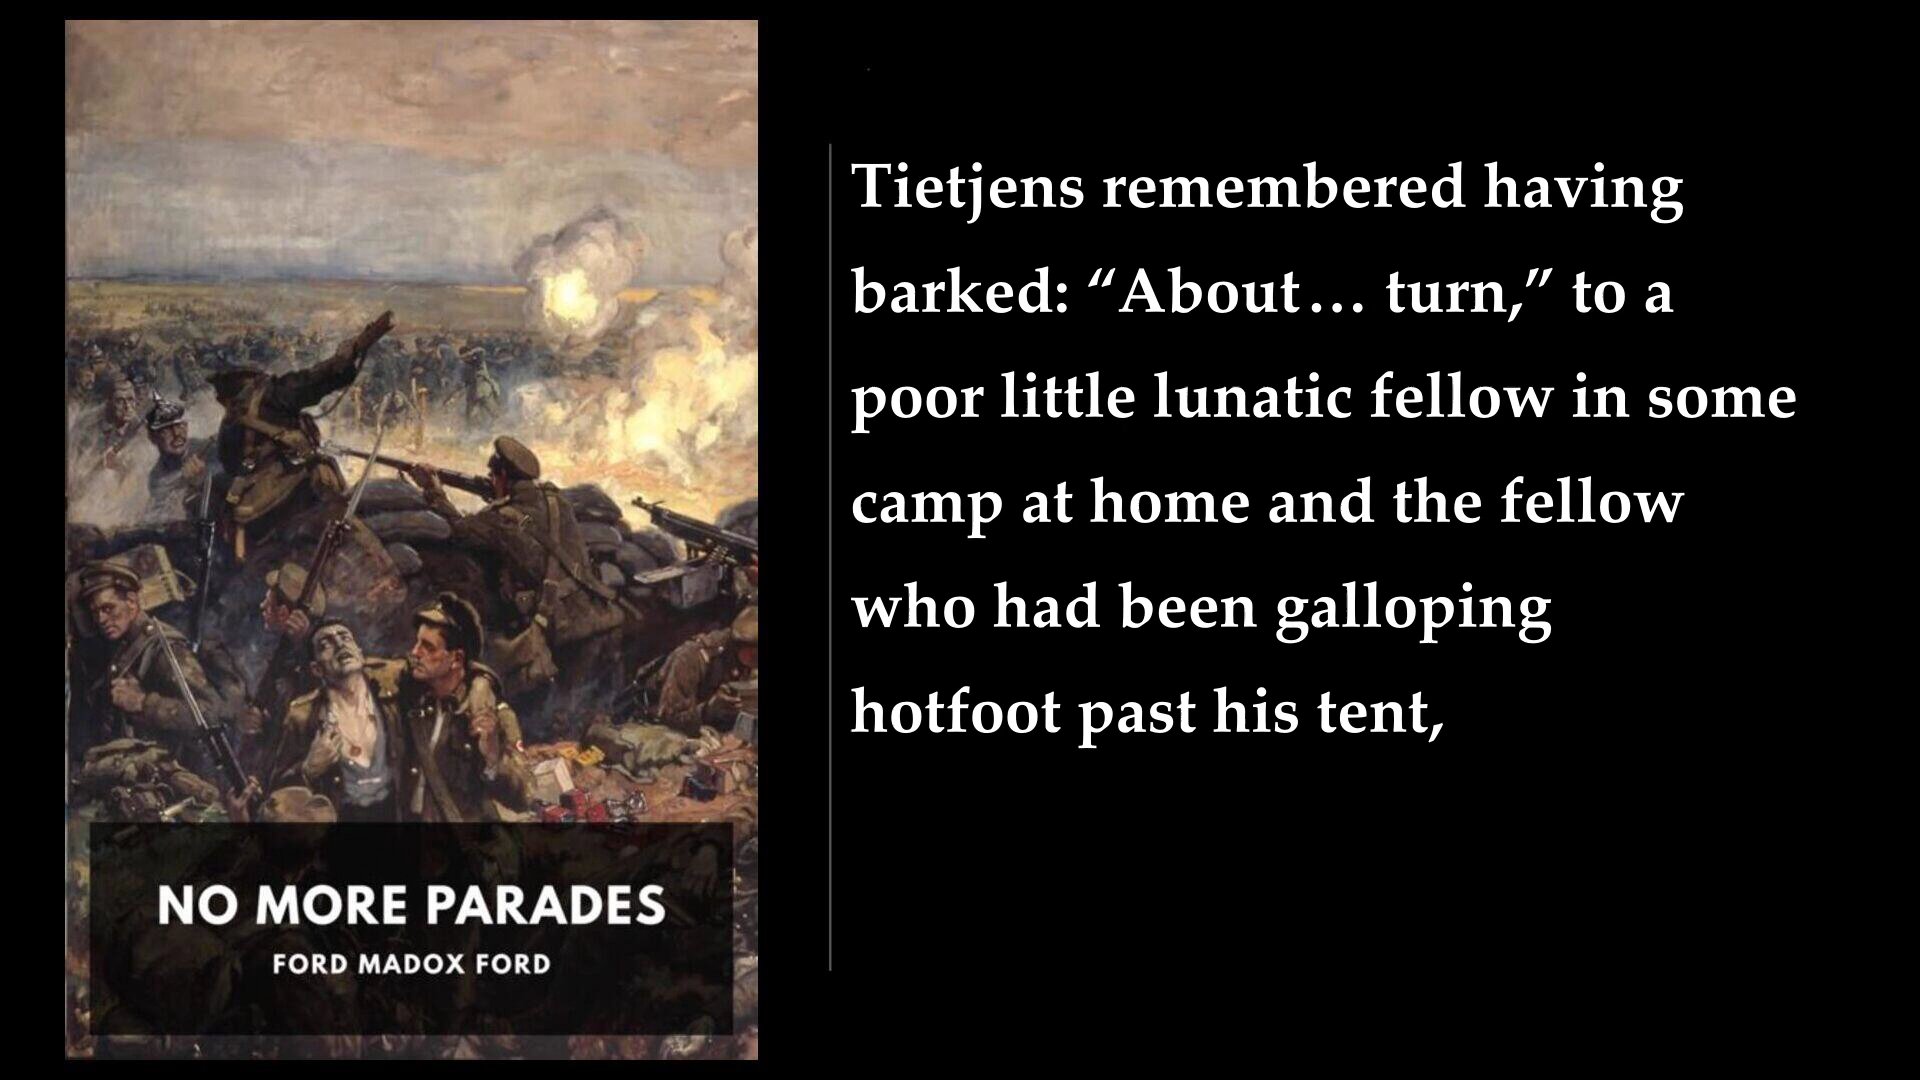 NO MORE PARADES
FORD MADOX FORD
Tietjens remembered having
barked: “About… turn,” to a
poor little lunatic fellow in some
camp at home and the fellow
who had been galloping
hotfoot past his tent,